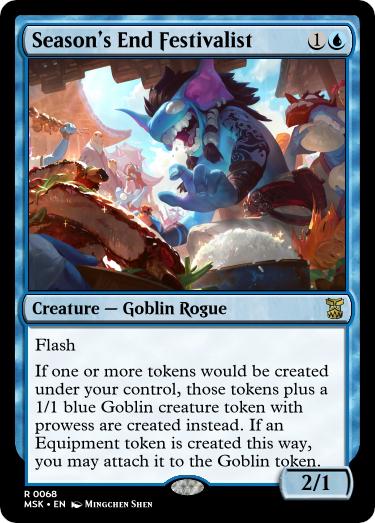 Season's End Festivalist 1
Creature — Goblin Rogue
Flash
If one or more tokens would be created
under your control, those tokens plus a
1/1 blue Goblin creature token with
prowess are created instead. If an
Equipment token is created this way,
you may attach it to the Goblin token.
2/1
R 0068
MSK • EN Mingchen Shen